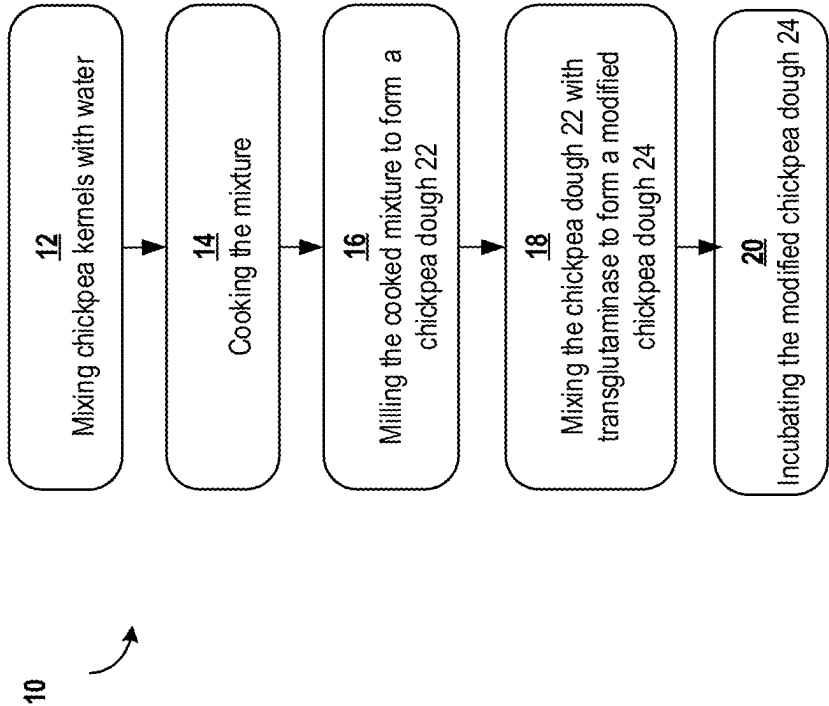 10
12
Mixing chickpea kernels with water
14
Cooking the mixture
16
Milling the cooked mixture to form a
chickpea dough 22
18
Mixing the chickpea dough 22 with
transglutaminase to form a modified
chickpea dough 24
20
Incubating the modified chickpea dough 24